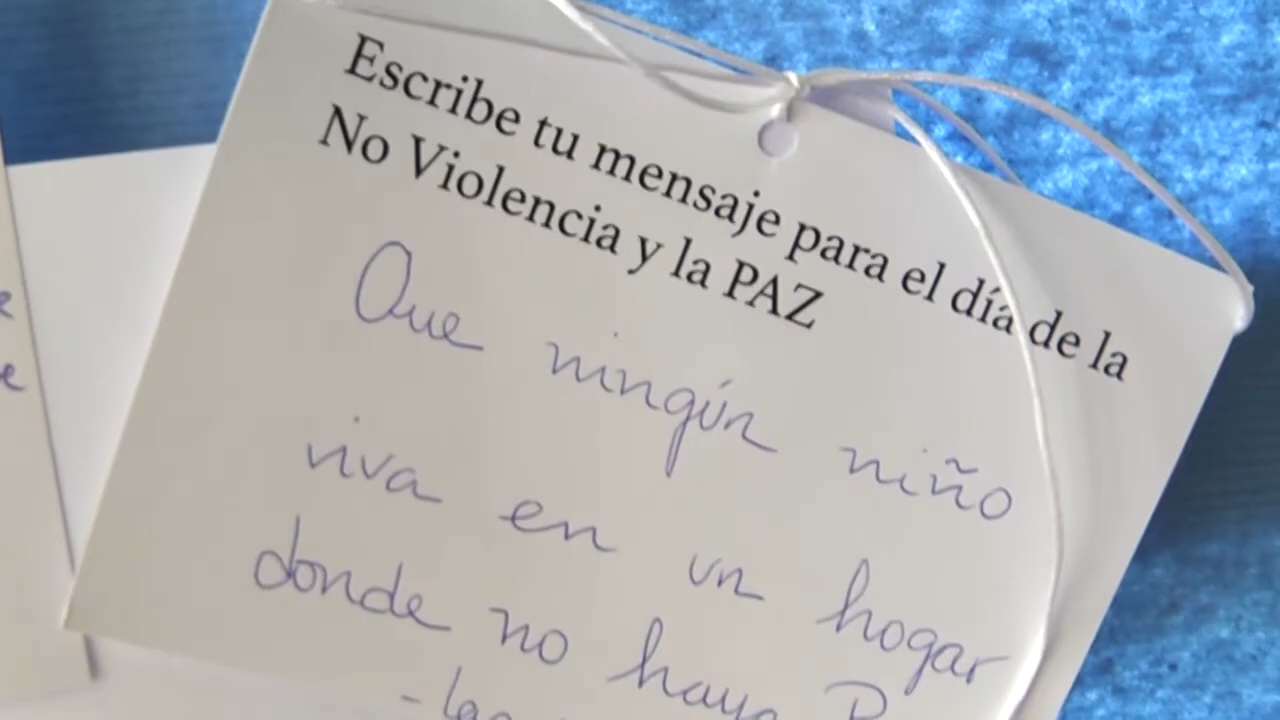 Escribe tu mensaje para el día de la
No Violencia y la PAZ
Que ningún niño
viva en un hogar
donde no haya